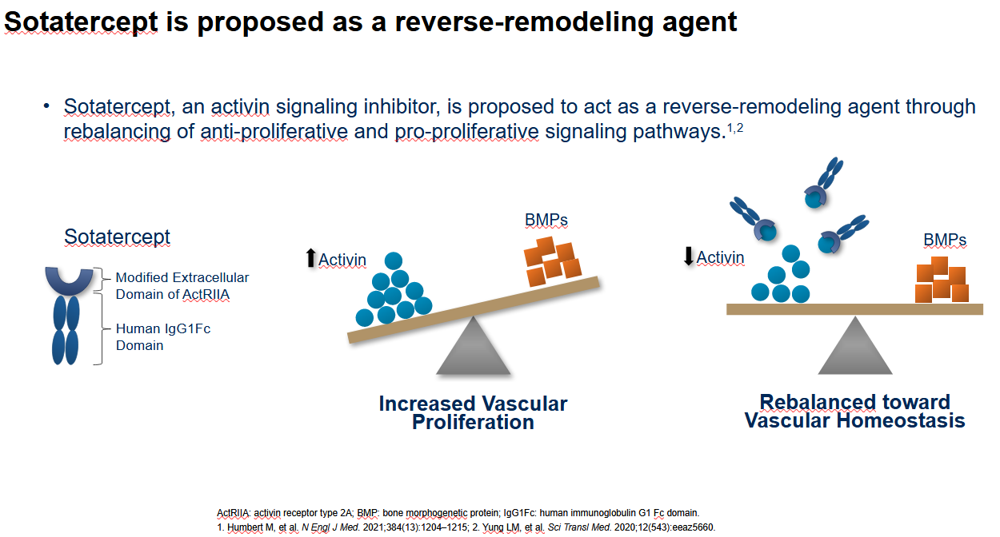 Sotatercept is proposed as a reverse-remodeling agent
• Sotatercept, an activin signaling inhibitor, is proposed to act as a reverse-remodeling agent through
rebalancing of anti-proliferative and pro-proliferative signaling pathways.1,2
Sotatercept
Modified Extracellular
Domain of ActRIIA
Human IgG1Fc
Domain
Activin
BMPs
Increased Vascular
Proliferation
Activin
BMPs
Rebalanced toward
Vascular Homeostasis
ActRIIA: activin receptor type 2A; BMP: bone morphogenetic protein; IgG1Fc: human immunoglobulin G1 Fc domain.
1. Humbert M, et al. N Engl J Med. 2021;384(13):1204–1215; 2. Yung LM, et al. Sci Transl Med. 2020;12(543):eeaz5660.